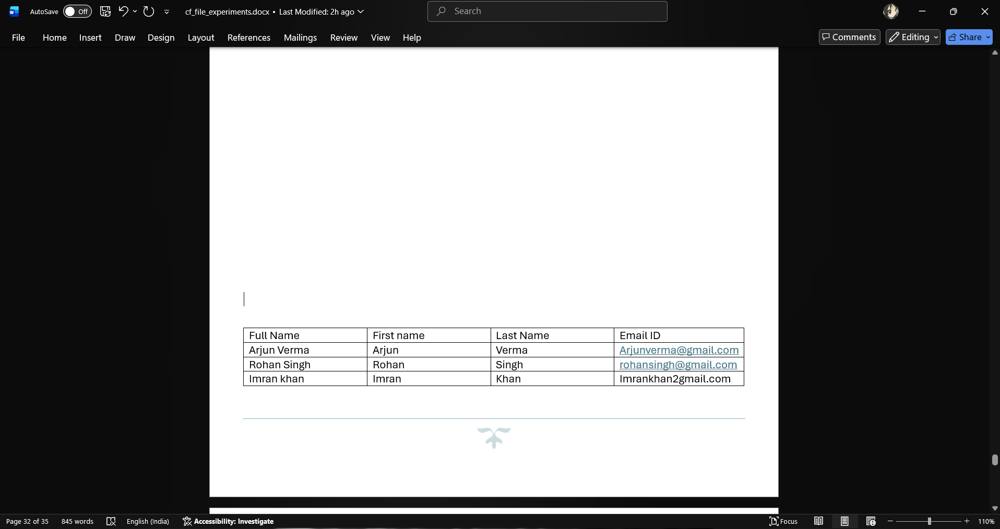 AutoSave Off cf_file_experiments.docx • Last Modified: 2h ago Search
File Home Insert Draw Design Layout References Mailings Review View Help Comments Editing Share
Full Name First name Last Name Email ID
Arjun Verma Arjun Verma Arjunverma@gmail.com
Rohan Singh Rohan Singh rohansingh@gmail.com
Imran khan Imran Khan Imrankhan2gmail.com
Page 32 of 35 845 words English (India) Accessibility: Investigate Focus 110%